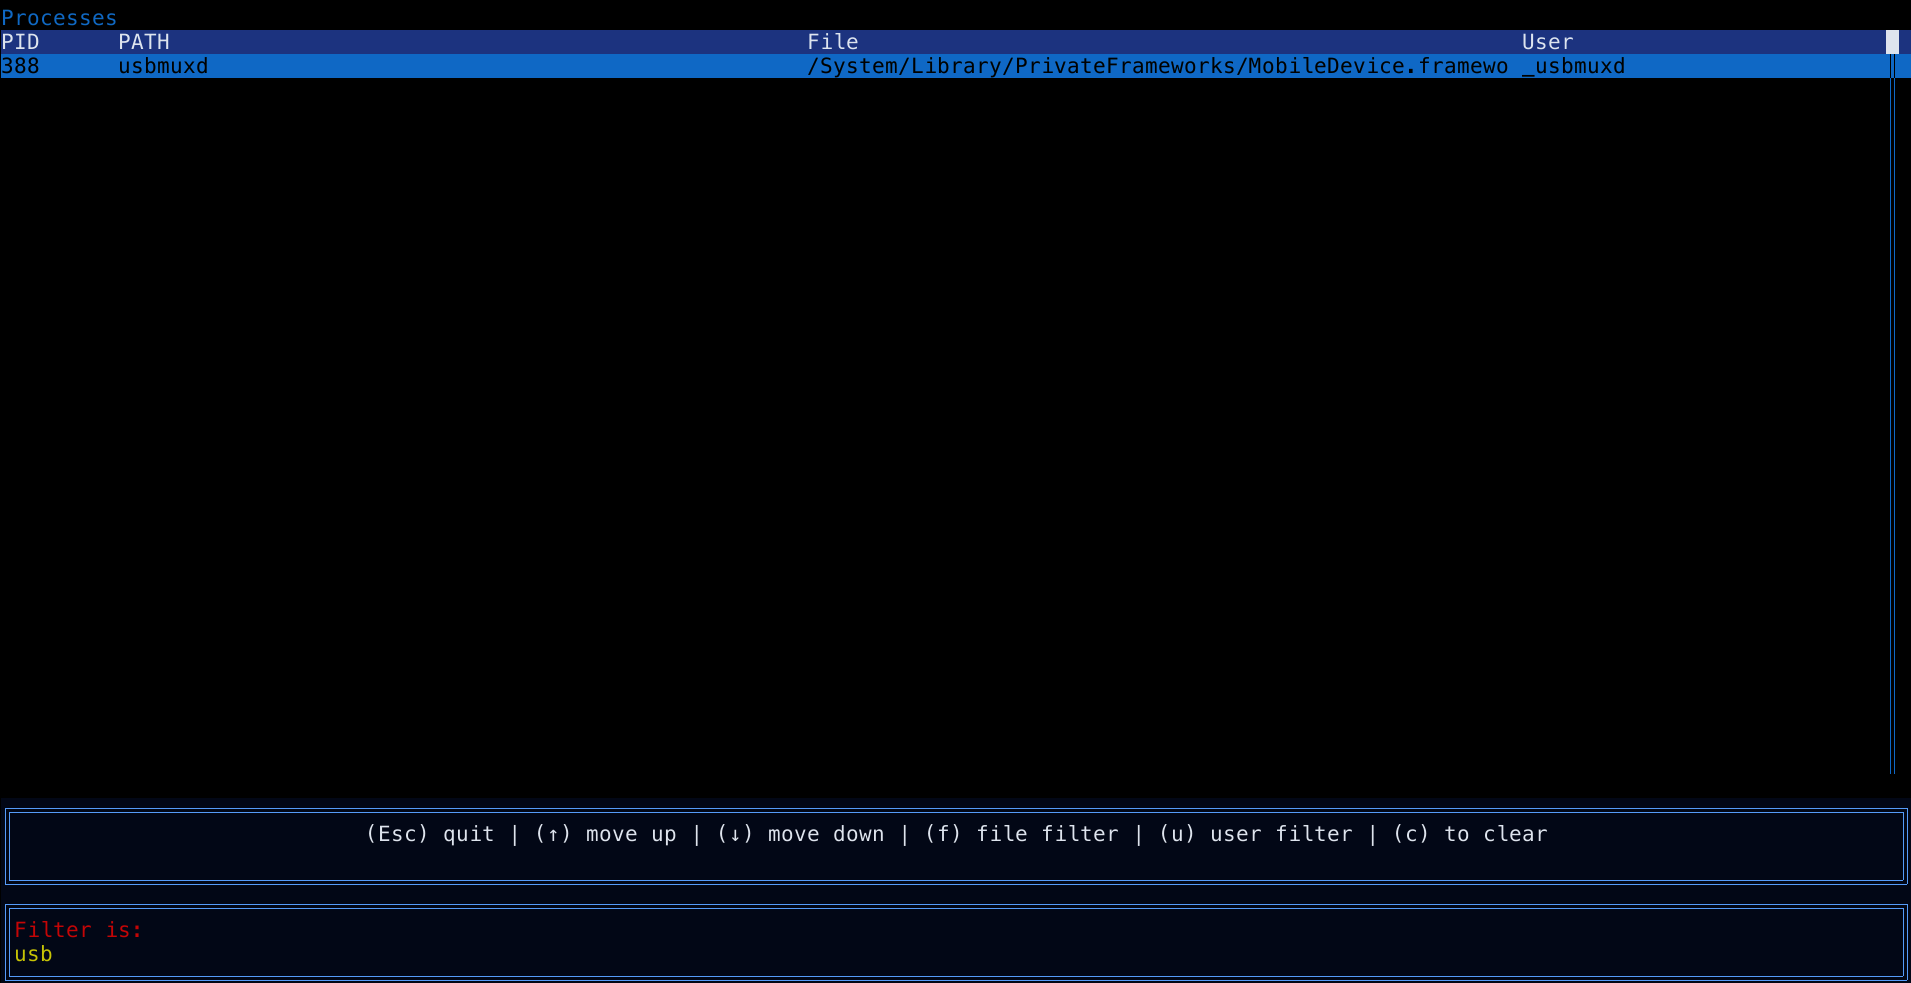 Processes
PID PATH File User
388 usbmuxd /System/Library/PrivateFrameworks/MobileDevice.framewo _usbmuxd
(Esc) quit | (↑) move up | (↓) move down | (f) file filter | (u) user filter | (c) to clear
Filter is:
usb